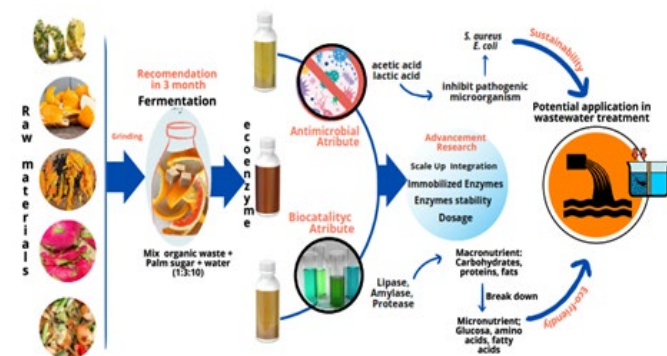 Raw materials
Grinding
Recomendation
in 3 month
Fermentation
Mix organic waste +
Palm sugar + water
(1:3:10)
ecoenzyme
Antimicrobial
Atribute
Biocatalityc
Atribute
acetic acid
lactic acid
S. aureus
E. coli
inhibit pathogenic
microorganism
Advancement
Research
Scale Up Integration
Immobilized Enzymes
Enzymes stability
Dosage
Lipase,
Amylase,
Protease
Macronutrient:
Carbohydrates,
proteins, fats
Break down
Micronutrient;
Glucosa, amino
acids, fatty
acids
Sustainability
Potential application in
wastewater treatment
Eco-friendly